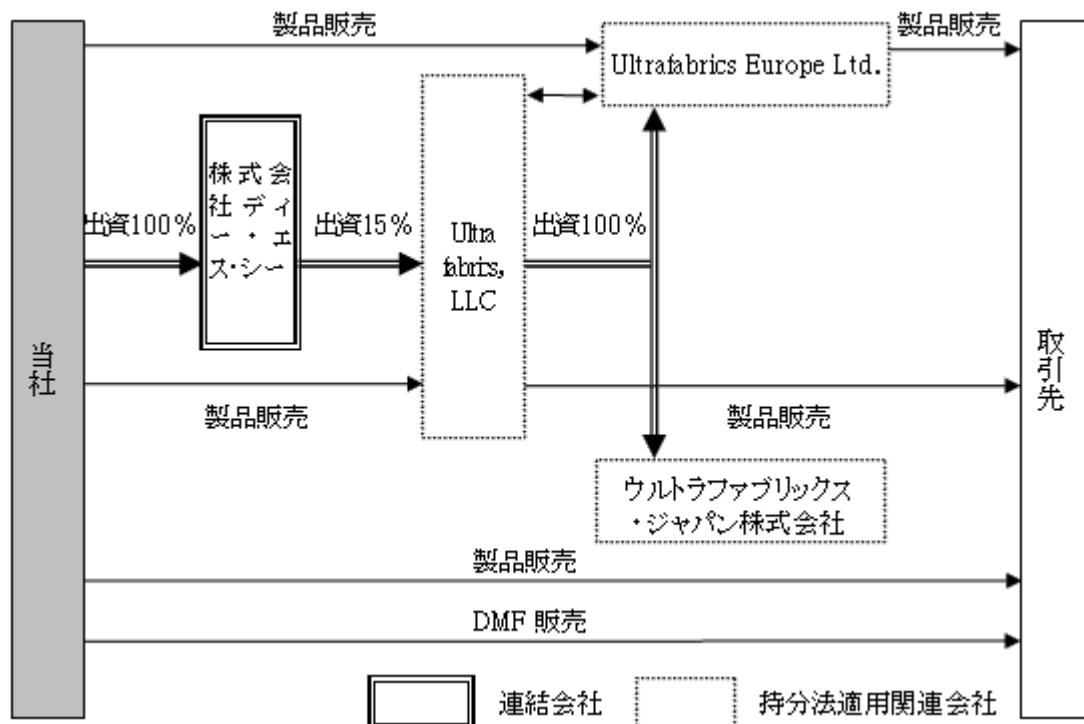 製品販売
製品販売
Ultrafabrics Europe Ltd.
株式会
社ディ
ー・エ
ス・シー
出資100％
出資15％
Ultra
fabrics,
LLC
出資100％
当社
取引先
製品販売
製品販売
ウルトラファブリックス
・ジャパン株式会社
製品販売
DMF 販売
連結会社
持分法適用関連会社